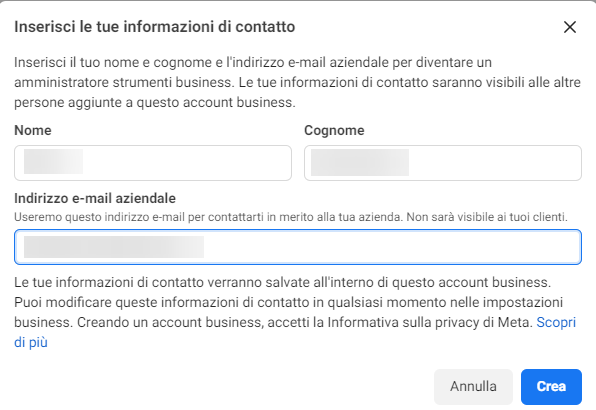 Inserisci le tue informazioni di contatto
Inserisci il tuo nome e cognome e l'indirizzo e-mail aziendale per diventare un
amministratore strumenti business. Le tue informazioni di contatto saranno visibili alle altre
persone aggiunte a questo account business.
Nome
Cognome
Indirizzo e-mail aziendale
Useremo questo indirizzo e-mail per contattarti in merito alla tua azienda. Non sarà visibile ai tuoi clienti.
Le tue informazioni di contatto verranno salvate all'interno di questo account business.
Puoi modificare queste informazioni di contatto in qualsiasi momento nelle impostazioni
business. Creando un account business, accetti la Informativa sulla privacy di Meta. Scopri
di più
Annulla
Crea